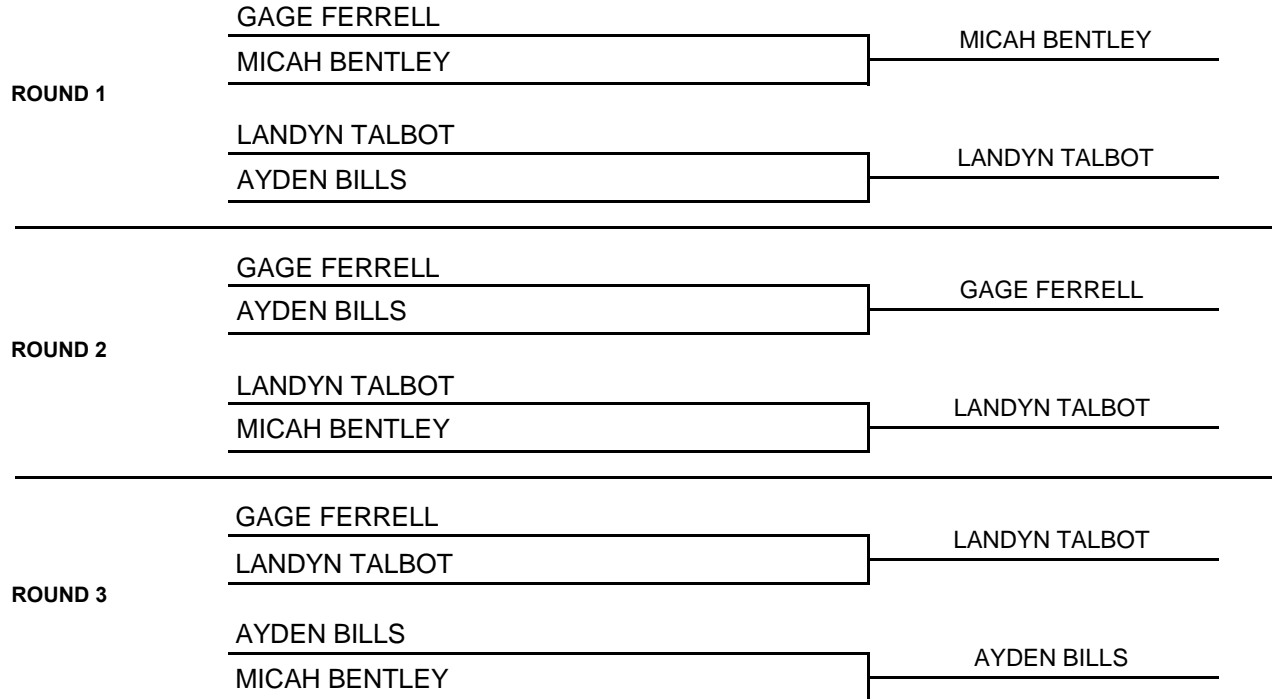 GAGE FERRELL
MICAH BENTLEY
MICAH BENTLEY
ROUND 1
LANDYN TALBOT
AYDEN BILLS
LANDYN TALBOT
GAGE FERRELL
AYDEN BILLS
GAGE FERRELL
ROUND 2
LANDYN TALBOT
MICAH BENTLEY
LANDYN TALBOT
GAGE FERRELL
LANDYN TALBOT
LANDYN TALBOT
ROUND 3
AYDEN BILLS
MICAH BENTLEY
AYDEN BILLS